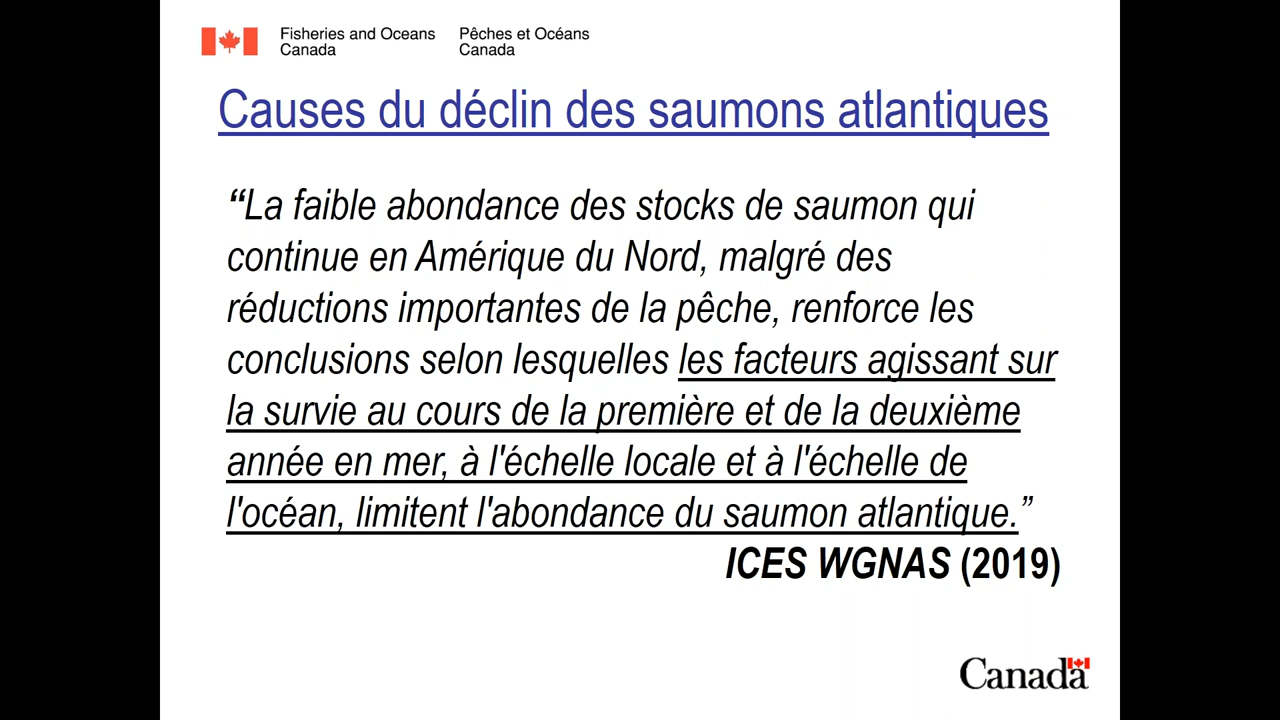 Fisheries and Oceans Pêches et Océans
Canada Canada
Causes du déclin des saumons atlantiques
“La faible abondance des stocks de saumon qui
continue en Amérique du Nord, malgré des
réductions importantes de la pêche, renforce les
conclusions selon lesquelles les facteurs agissant sur
la survie au cours de la première et de la deuxième
année en mer, à l'échelle locale et à l'échelle de
l'océan, limitent l'abondance du saumon atlantique.”
ICES WGNAS (2019)
Canada